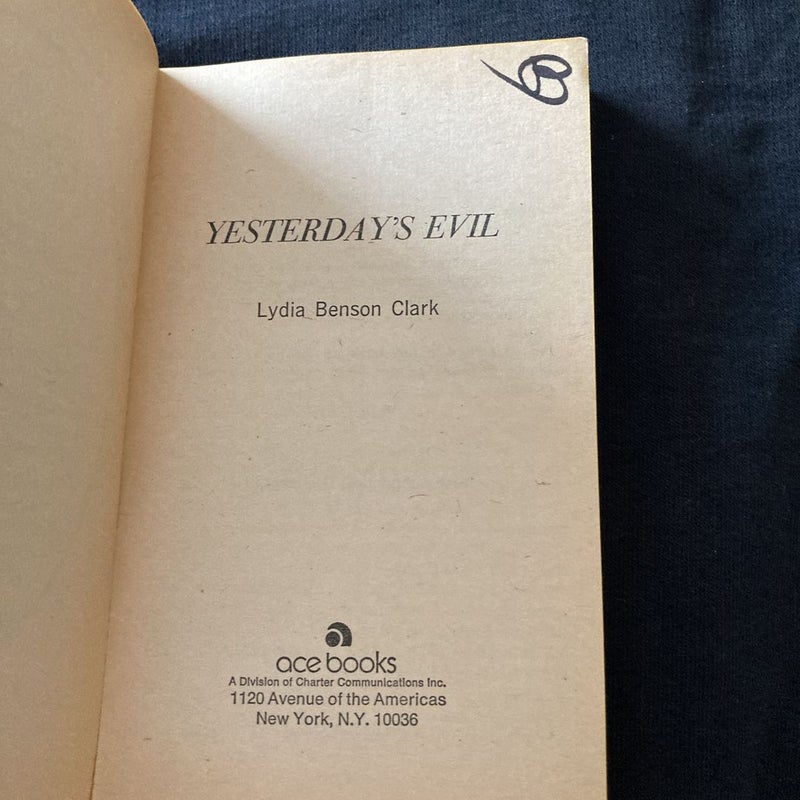 YESTERDAY'S EVIL
Lydia Benson Clark
ace books
A Division of Charter Communications Inc.
1120 Avenue of the Americas
New York, N.Y. 10036